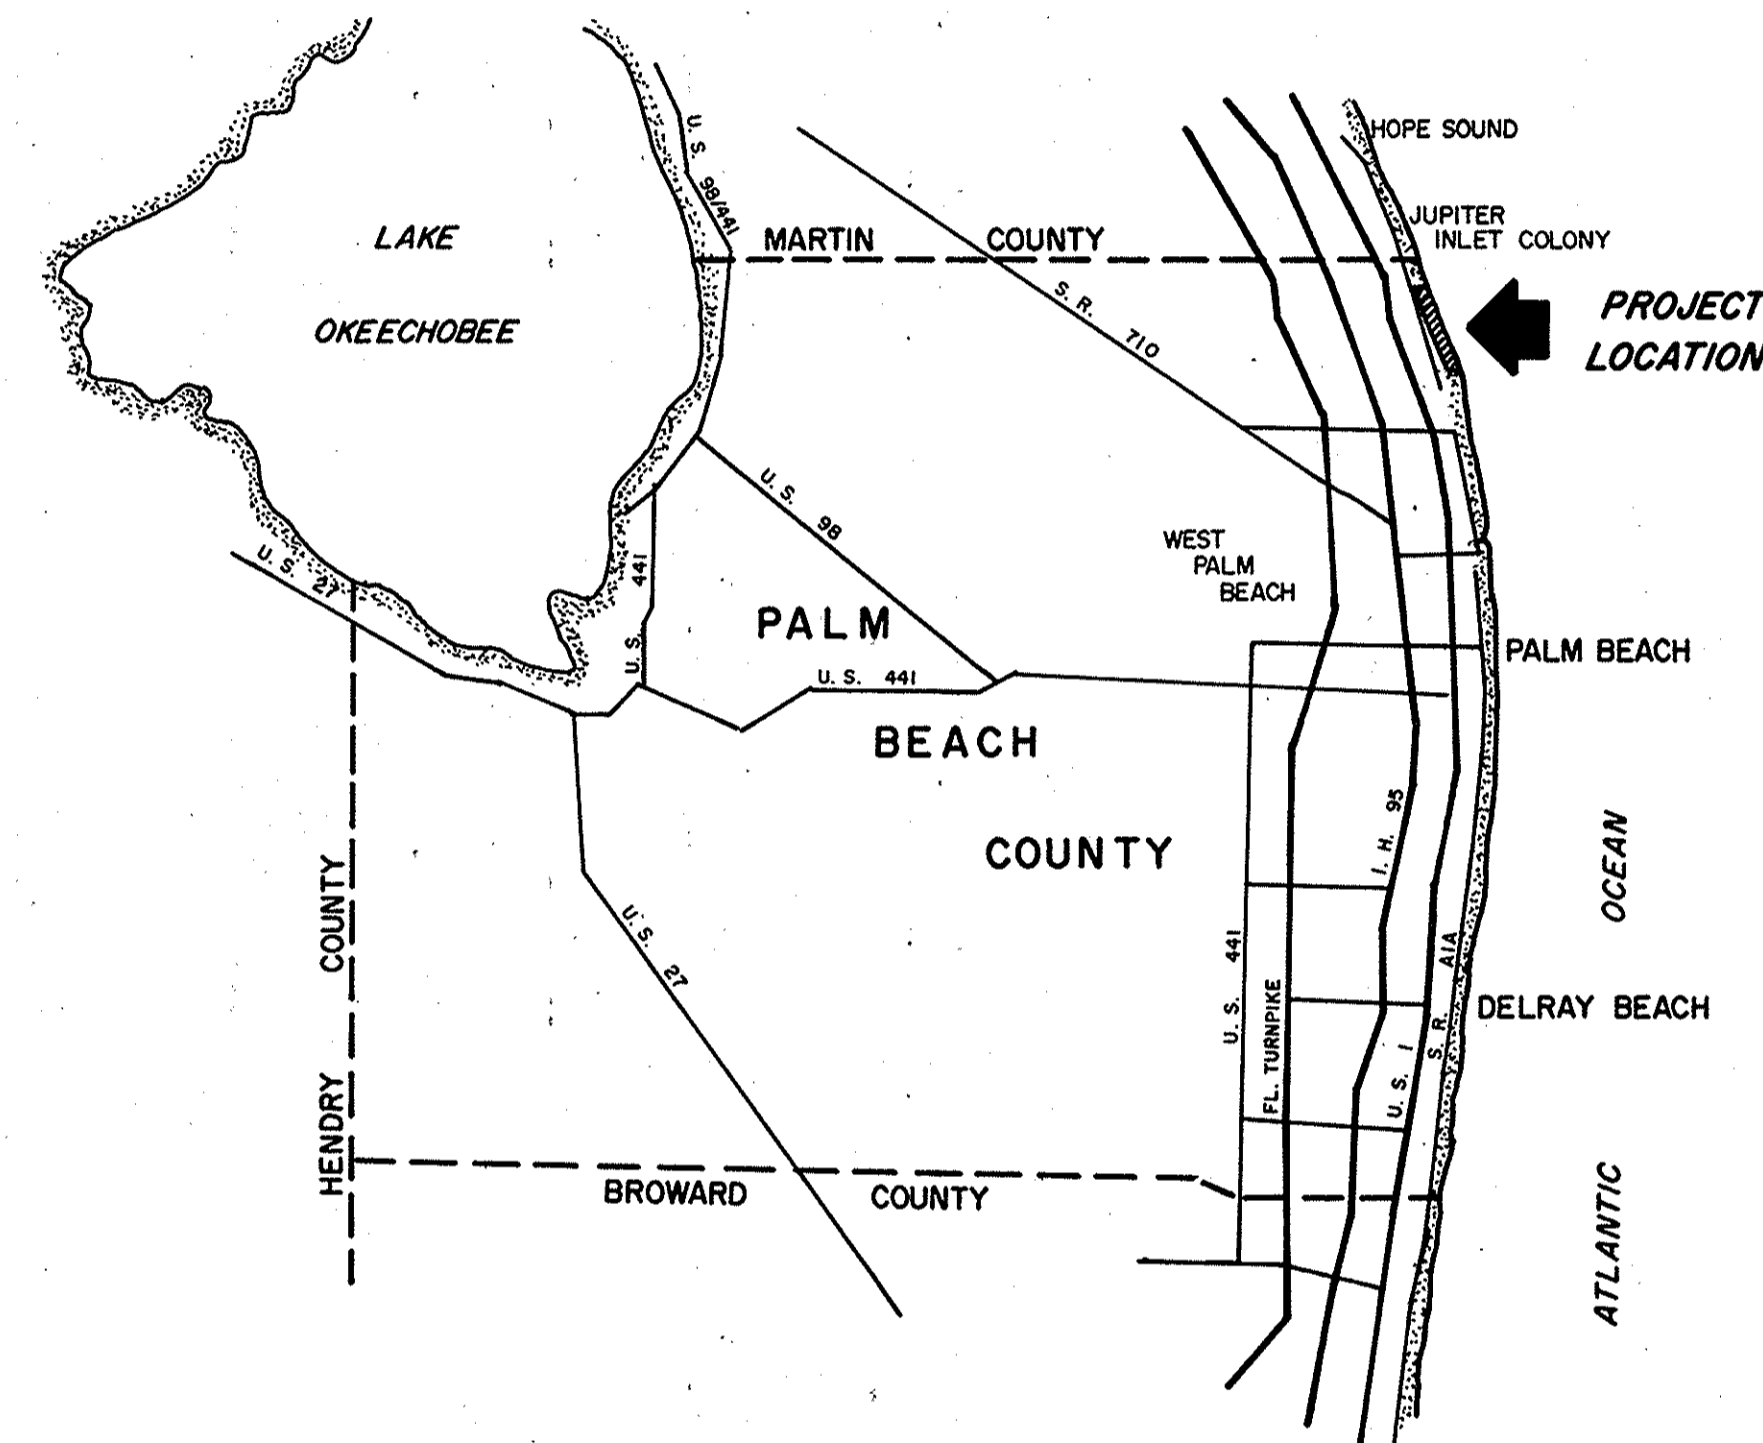 HOPE SOUND
JUPITER
INLET COLONY
U. S. 98/441
LAKE
OKEECHOBEE
MARTIN COUNTY
S. R. 710
PROJECT
LOCATION
U. S. 98
WEST
PALM
BEACH
U. S. 27
U. S. 441
PALM
BEACH
COUNTY
U. S. 441
PALM BEACH
I. H. 95
OCEAN
HENDRY COUNTY
U. S. 27
U. S. 441
FL. TURNPIKE
U. S. 1
S. R. A1A
DELRAY BEACH
BROWARD COUNTY
ATLANTIC